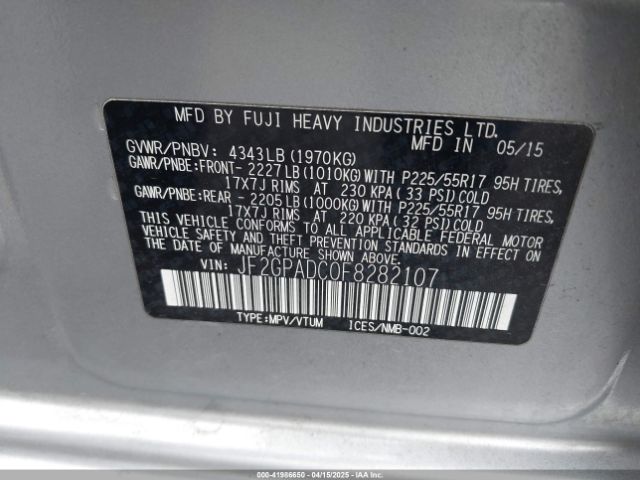 MFD BY FUJI HEAVY INDUSTRIES LTD.
MFD IN 05/15
GVWR/PNBV: 4343LB (1970KG)
GAWR/PNBE: FRONT- 2227LB (1010KG) WITH P225/55R17 95H TIRES,
17X7J RIMS AT 230 KPA (33 PSI) COLD
GAWR/PNBE: REAR - 2205LB (1000KG) WITH P225/55R17 95H TIRES,
17X7J RIMS AT 220 KPA (32 PSI) COLD
THIS VEHICLE CONFORMS TO ALL APPLICABLE FEDERAL MOTOR
VEHICLE SAFETY AND THEFT PREVENTION STANDARDS IN EFFECT ON
THE DATE OF MANUFACTURE SHOWN ABOVE.
VIN: JF2GPADC0F8282107
TYPE: MPV/VTUM ICES/NMB-002
000-41986650 - 04/15/2025 - IAAI.COM